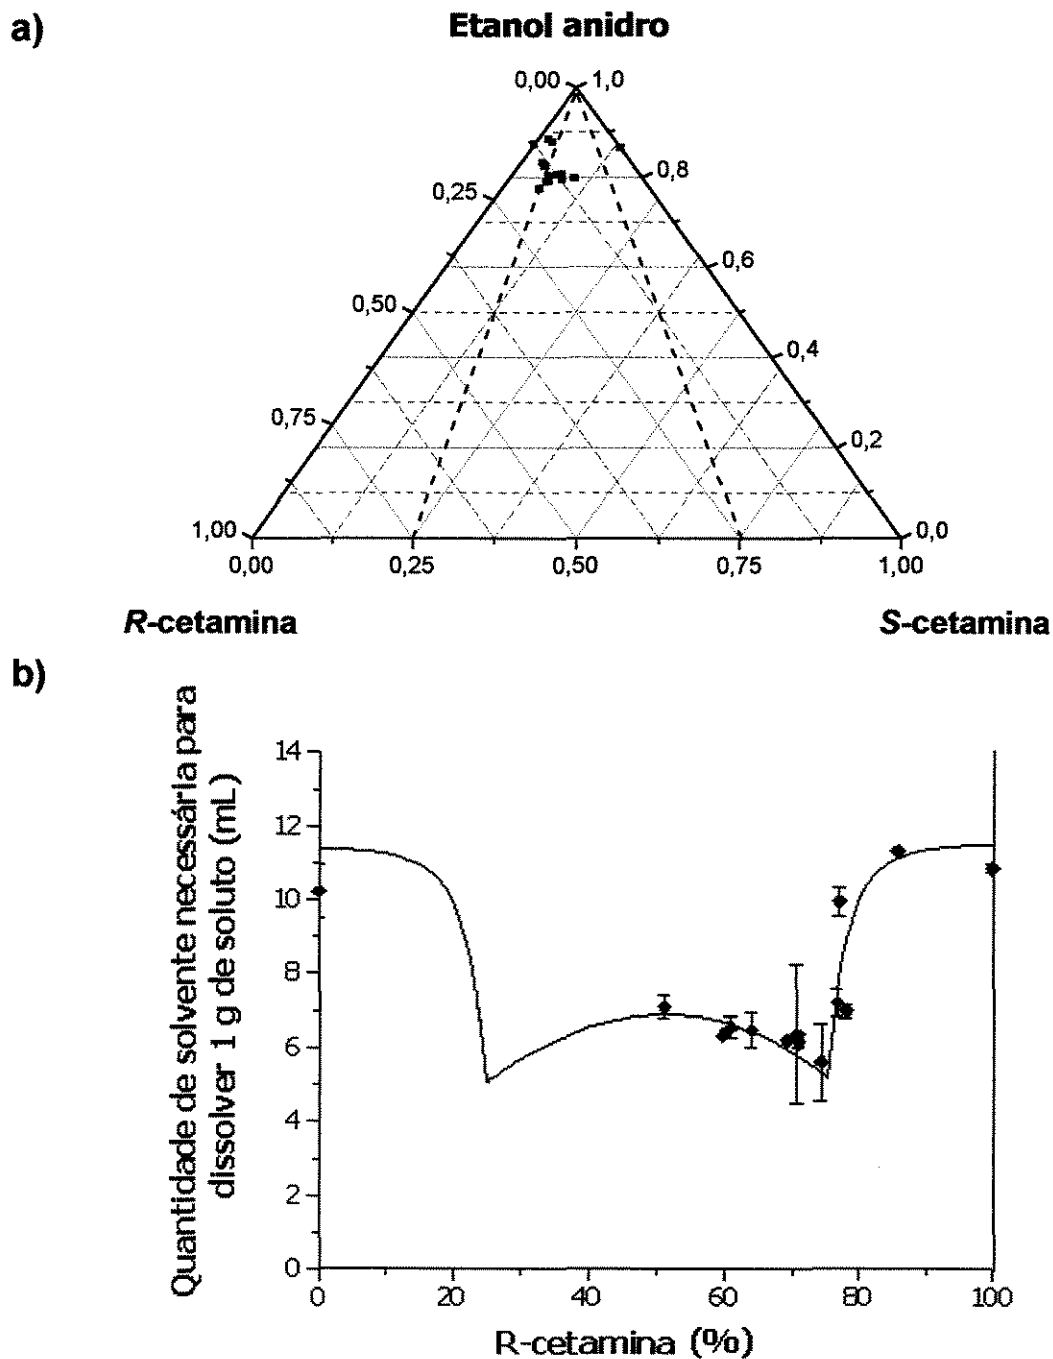 a)
Etanol anidro
0,00 1,0
0,25 0,8
0,50 0,6
0,75 0,4
1,00 0,2
0,0
0,00 0,25 0,50 0,75 1,00
R-cetamina S-cetamina
b)
Quantidade de solvente necessária para
dissolver 1 g de soluto (mL)
14
12
10
8
6
4
2
0
0 20 40 60 80 100
R-cetamina (%)